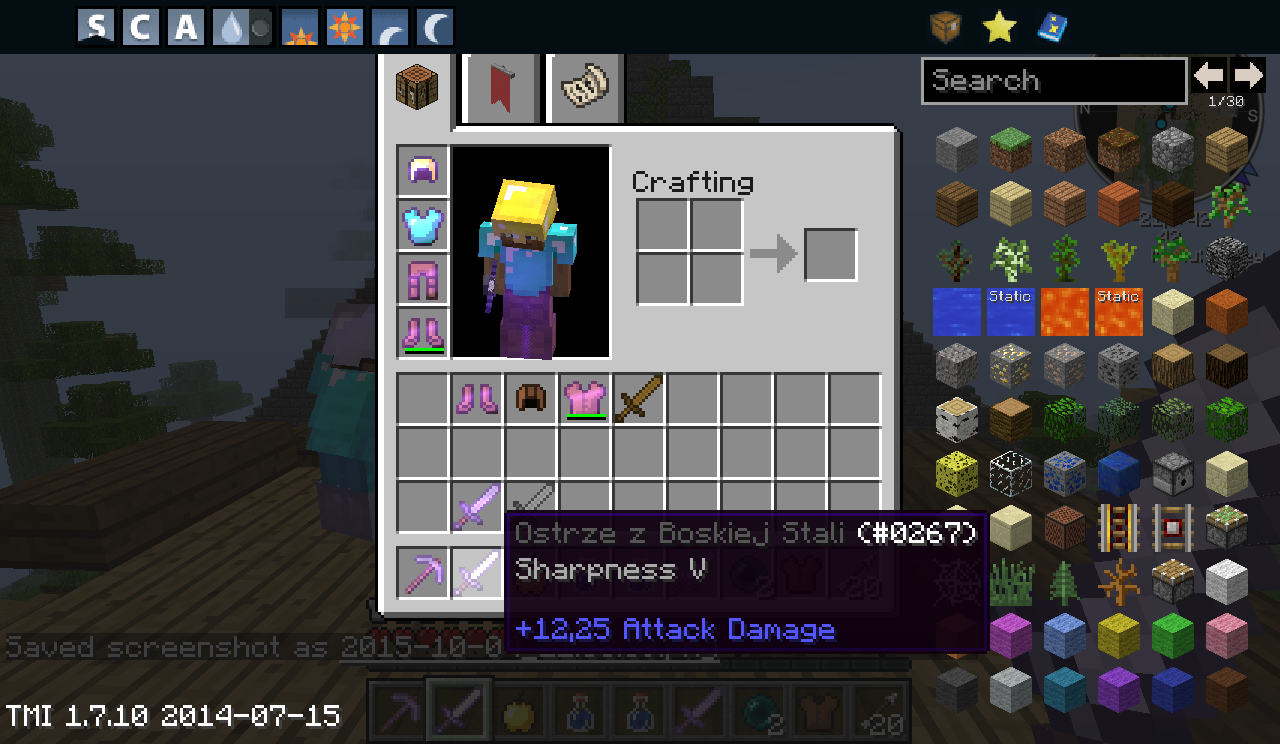 S C A
Search
1/30
N
S
Crafting
Static
Static
Ostrze z Boskiej Stali (#0267)
Sharpness V
+12,25 Attack Damage
Saved screenshot as 2015-10-0
2
+20
TMI 1.7.10 2014-07-15